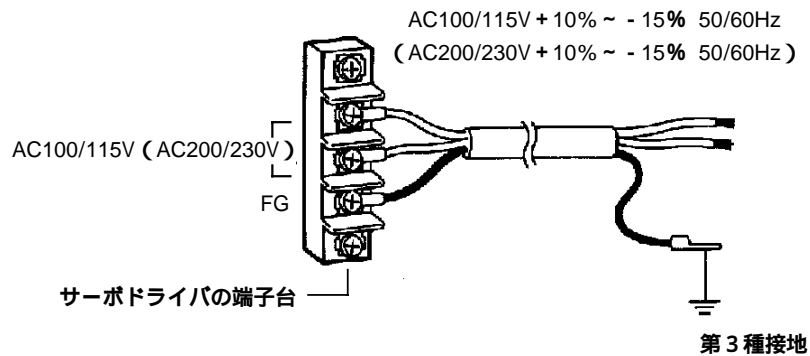 AC100/115V + 10% ~ - 15% 50/60Hz
（AC200/230V + 10% ~ - 15% 50/60Hz）
AC100/115V（AC200/230V）
FG
サーボドライバの端子台
第３種接地